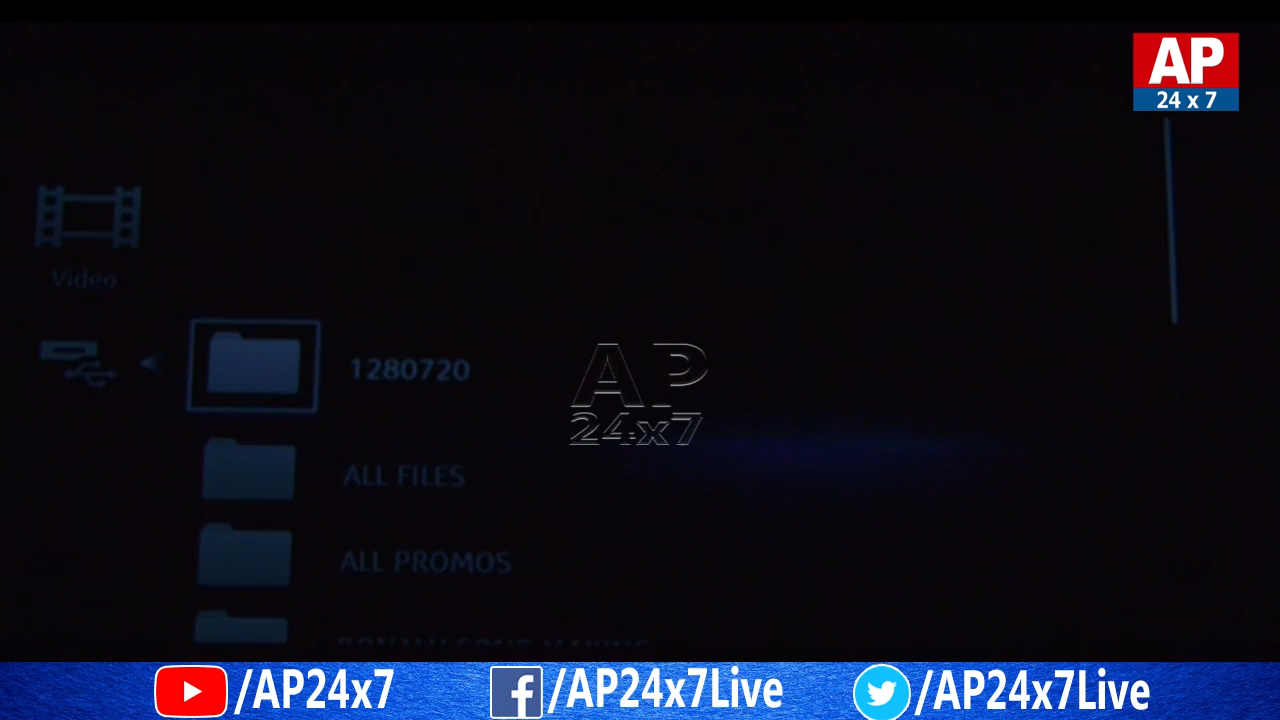 AP
24 x 7
Video
1280720
AP
24x7
ALL FILES
ALL PROMOS
/AP24x7
/AP24x7Live
/AP24x7Live